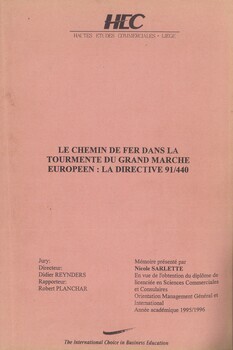 HEC
HAUTES ETUDES COMMERCIALES - LIEGE
LE CHEMIN DE FER DANS LA
TOURMENTE DU GRAND MARCHE
EUROPEEN : LA DIRECTIVE 91/440
Jury:
Directeur:
Didier REYNDERS
Rapporteur:
Robert PLANCHAR
Mémoire présenté par
Nicole SARLETTE
En vue de l'obtention du diplôme de
licenciée en Sciences Commerciales
et Consulaires
Orientation Management Général et
International
Année académique 1995/1996
The International Choice in Business Education